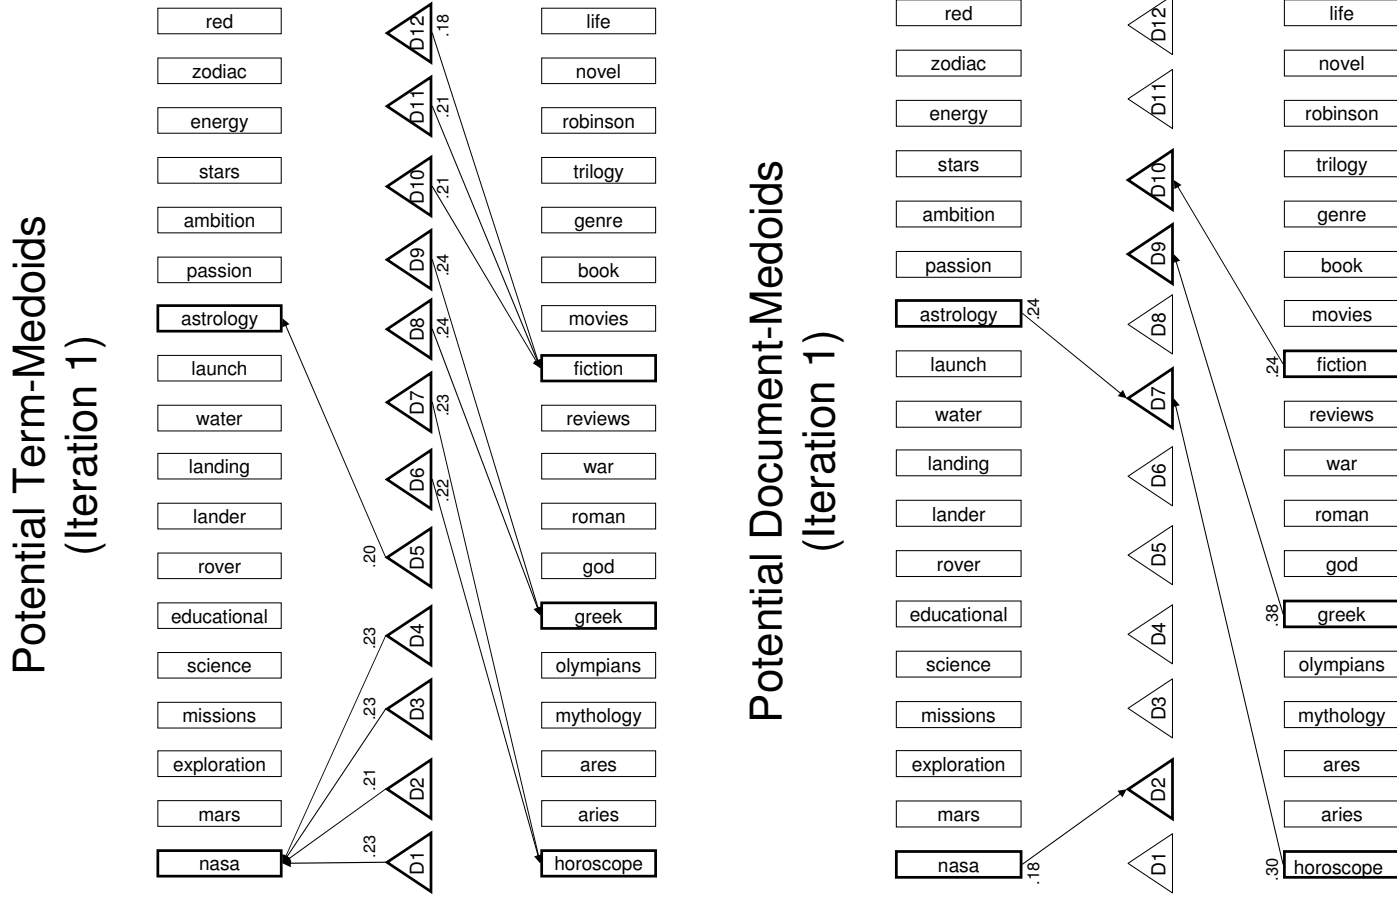 Potential Term-Medoids
(Iteration 1)
red
zodiac
energy
stars
ambition
passion
astrology
launch
water
landing
lander
rover
educational
science
missions
exploration
mars
nasa
D12
.18
D11
.21
D10
.21
D9
.24
D8
.24
D7
.23
D6
.22
D5
.20
D4
.23
D3
.23
D2
.21
D1
.23
life
novel
robinson
trilogy
genre
book
movies
fiction
reviews
war
roman
god
greek
olympians
mythology
ares
aries
horoscope
Potential Document-Medoids
(Iteration 1)
red
zodiac
energy
stars
ambition
passion
astrology
.24
launch
water
landing
lander
rover
educational
science
missions
exploration
mars
nasa
.18
D12
D11
D10
D9
D8
D7
D6
D5
D4
D3
D2
D1
life
novel
robinson
trilogy
genre
book
movies
fiction
.24
reviews
war
roman
god
greek
.38
olympians
mythology
ares
aries
horoscope
.30